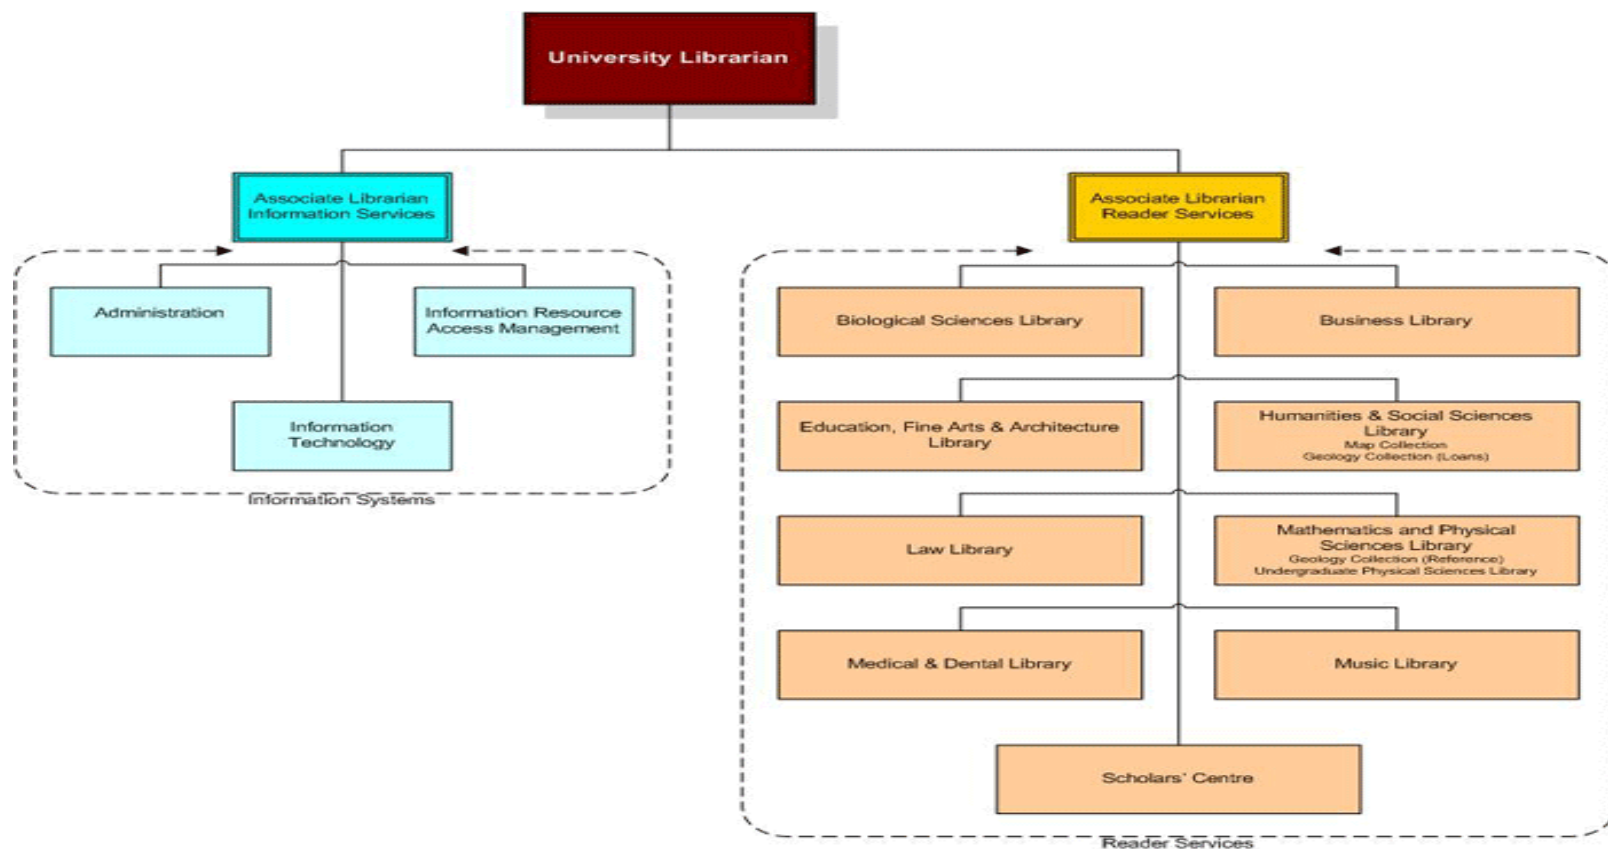 University Librarian
Associate Librarian
Information Services
Associate Librarian
Reader Services
Administration
Information Resource
Access Management
Information
Technology
Information Systems
Biological Sciences Library
Business Library
Education, Fine Arts & Architecture
Library
Humanities & Social Sciences
Library
Map Collection
Geology Collection (Loans)
Law Library
Mathematics and Physical
Sciences Library
Geology Collection (Reference)
Undergraduate Physical Sciences Library
Medical & Dental Library
Music Library
Scholars' Centre
Reader Services